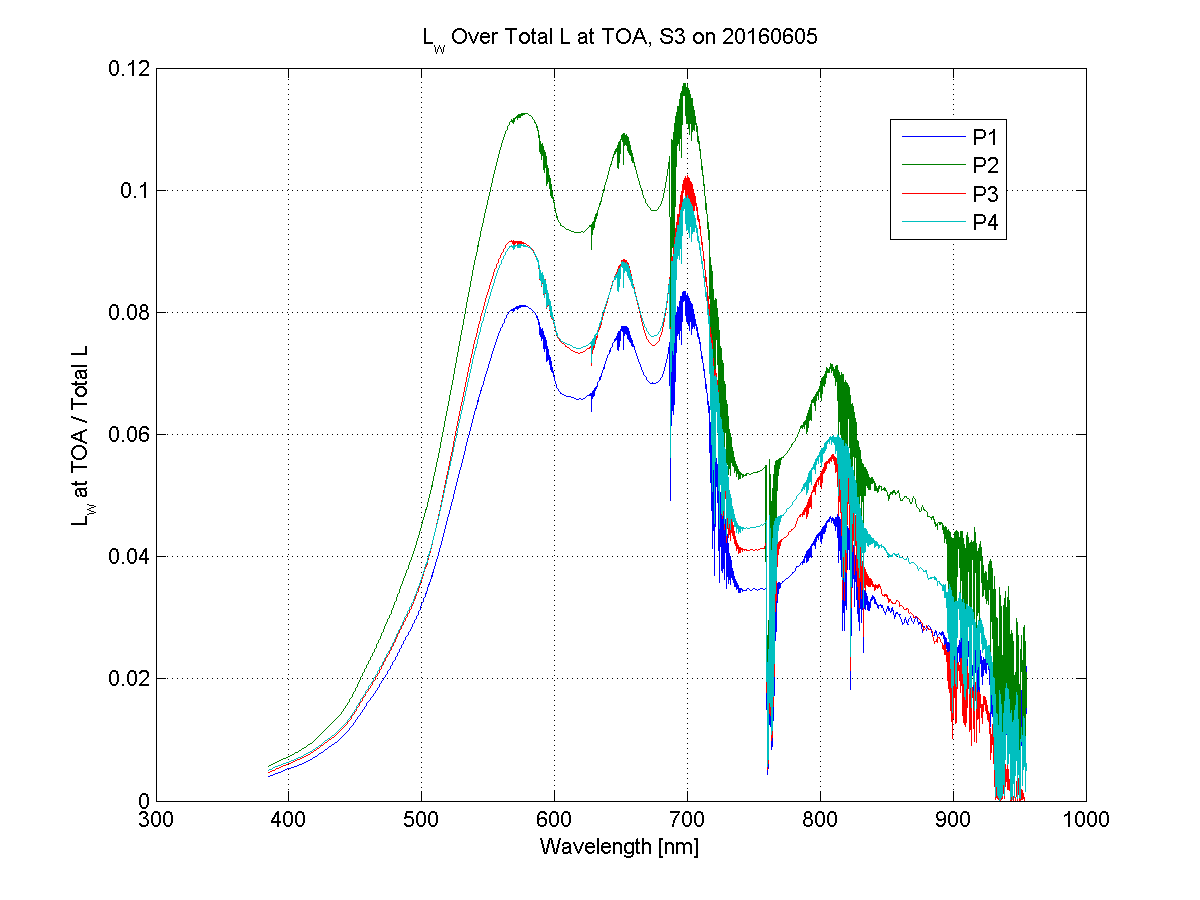 L_W Over Total L at TOA, S3 on 20160605
0.12
0.1
0.08
0.06
0.04
0.02
0
L_W at TOA / Total L
P1
P2
P3
P4
300 400 500 600 700 800 900 1000
Wavelength [nm]